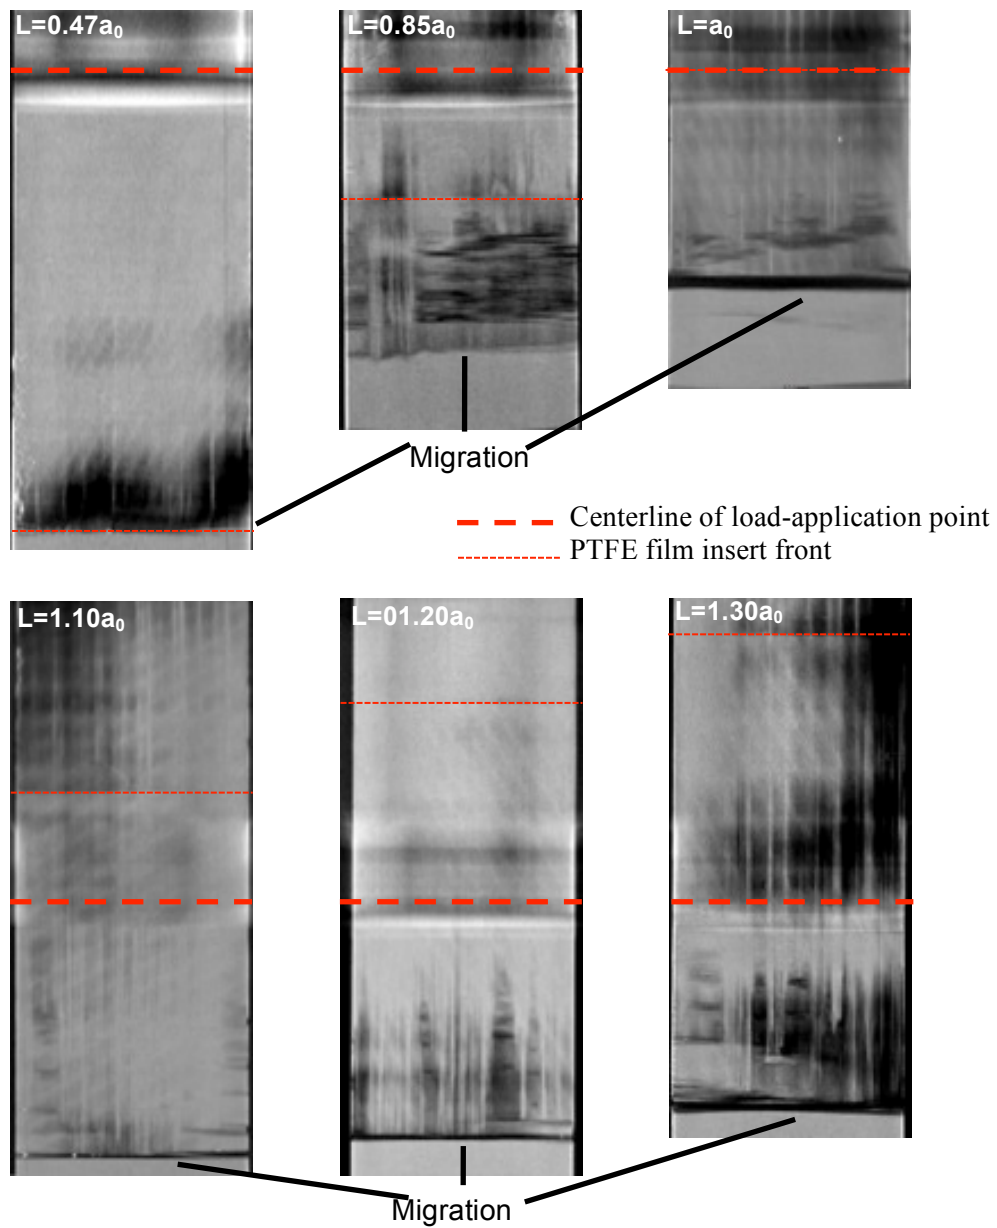 L=0.47a₀
L=0.85a₀
L=a₀
Migration
Centerline of load-application point
PTFE film insert front
L=1.10a₀
L=01.20a₀
L=1.30a₀
Migration